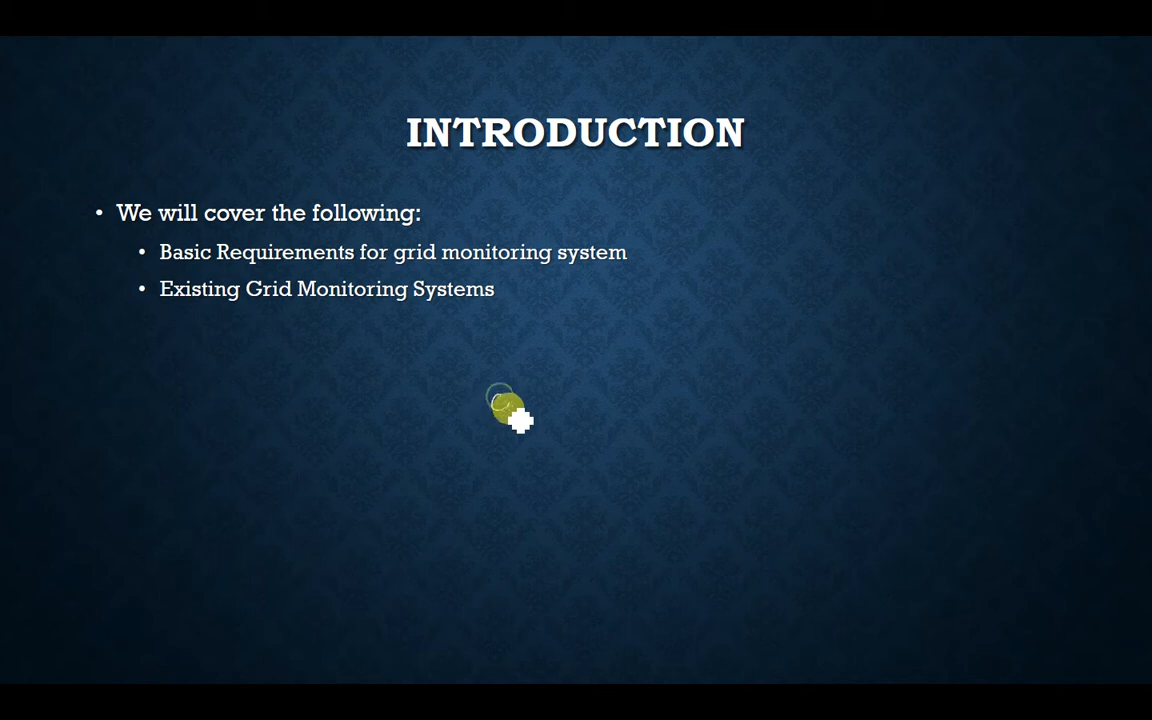 INTRODUCTION
• We will cover the following:
• Basic Requirements for grid monitoring system
• Existing Grid Monitoring Systems